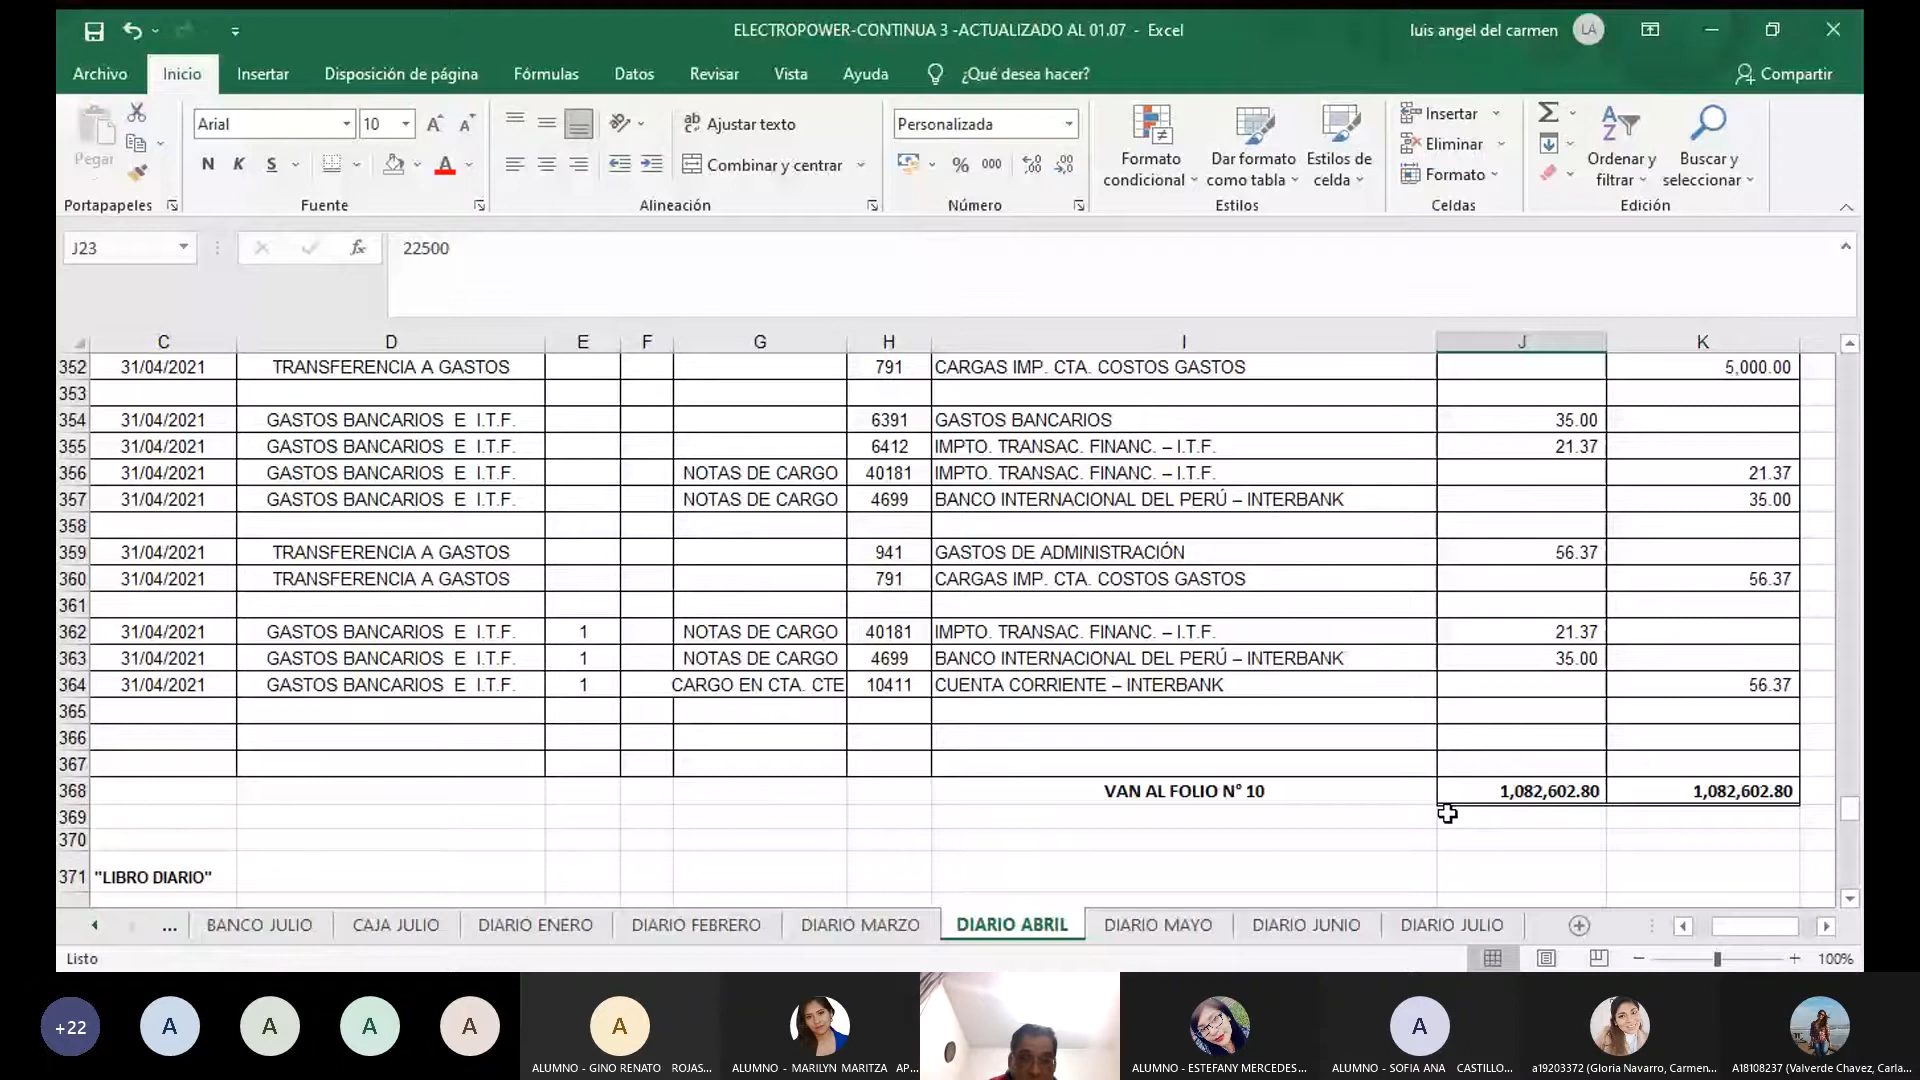 ELECTROPOWER-CONTINUA 3 -ACTUALIZADO AL 01.07 - Excel
luis angel del carmen LA
Archivo Inicio Insertar Disposición de página Fórmulas Datos Revisar Vista Ayuda ¿Qué desea hacer? Compartir
Pegar
Arial 10
N K S
Ajustar texto
Combinar y centrar
Personalizada
% 000
Formato condicional
Dar formato como tabla
Estilos de celda
Insertar
Eliminar
Formato
Ordenar y filtrar
Buscar y seleccionar
Portapapeles Fuente Alineación Número Estilos Celdas Edición
J23 fx 22500
C D E F G H I J K
352 31/04/2021 TRANSFERENCIA A GASTOS 791 CARGAS IMP. CTA. COSTOS GASTOS 5,000.00
353
354 31/04/2021 GASTOS BANCARIOS E I.T.F. 6391 GASTOS BANCARIOS 35.00
355 31/04/2021 GASTOS BANCARIOS E I.T.F. 6412 IMPTO. TRANSAC. FINANC. – I.T.F. 21.37
356 31/04/2021 GASTOS BANCARIOS E I.T.F. NOTAS DE CARGO 40181 IMPTO. TRANSAC. FINANC. – I.T.F. 21.37
357 31/04/2021 GASTOS BANCARIOS E I.T.F. NOTAS DE CARGO 4699 BANCO INTERNACIONAL DEL PERÚ – INTERBANK 35.00
358
359 31/04/2021 TRANSFERENCIA A GASTOS 941 GASTOS DE ADMINISTRACIÓN 56.37
360 31/04/2021 TRANSFERENCIA A GASTOS 791 CARGAS IMP. CTA. COSTOS GASTOS 56.37
361
362 31/04/2021 GASTOS BANCARIOS E I.T.F. 1 NOTAS DE CARGO 40181 IMPTO. TRANSAC. FINANC. – I.T.F. 21.37
363 31/04/2021 GASTOS BANCARIOS E I.T.F. 1 NOTAS DE CARGO 4699 BANCO INTERNACIONAL DEL PERÚ – INTERBANK 35.00
364 31/04/2021 GASTOS BANCARIOS E I.T.F. 1 CARGO EN CTA. CTE 10411 CUENTA CORRIENTE – INTERBANK 56.37
365
366
367
368 VAN AL FOLIO N° 10 1,082,602.80 1,082,602.80
369
370
371 "LIBRO DIARIO"
... BANCO JULIO CAJA JULIO DIARIO ENERO DIARIO FEBRERO DIARIO MARZO DIARIO ABRIL DIARIO MAYO DIARIO JUNIO DIARIO JULIO
Listo 100%
+22 A A A A A A
ALUMNO - GINO RENATO ROJAS... ALUMNO - MARILYN MARITZA AP... ALUMNO - ESTEFANY MERCEDES... ALUMNO - SOFIA ANA CASTILLO... a19203372 (Gloria Navarro, Carmen... A18108237 (Valverde Chavez, Carla...